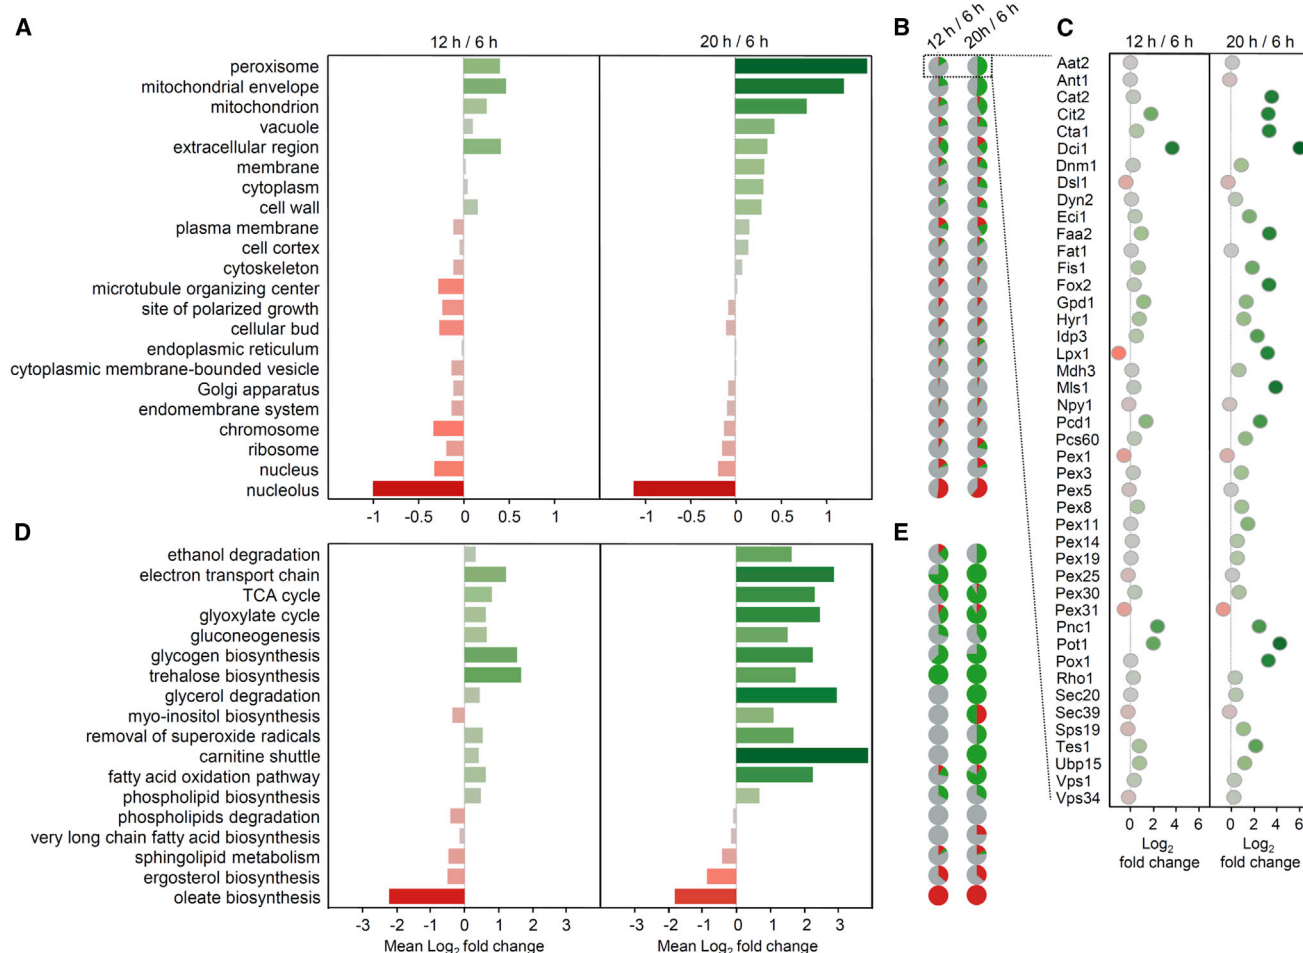 A
12 h / 6 h
20 h / 6 h
peroxisome
mitochondrial envelope
mitochondrion
vacuole
extracellular region
membrane
cytoplasm
cell wall
plasma membrane
cell cortex
cytoskeleton
microtubule organizing center
site of polarized growth
cellular bud
endoplasmic reticulum
cytoplasmic membrane-bounded vesicle
Golgi apparatus
endomembrane system
chromosome
ribosome
nucleus
nucleolus
-1 -0.5 0 0.5 1
-1 -0.5 0 0.5 1
B
12 h / 6 h
20h / 6 h
C
12 h / 6 h
20 h / 6 h
Aat2
Ant1
Cat2
Cit2
Cta1
Dci1
Dnm1
Dsl1
Dyn2
Eci1
Faa2
Fat1
Fis1
Fox2
Gpd1
Hyr1
Idp3
Lpx1
Mdh3
Mls1
Npy1
Pcd1
Pcs60
Pex1
Pex3
Pex5
Pex8
Pex11
Pex14
Pex19
Pex25
Pex30
Pex31
Pnc1
Pot1
Pox1
Rho1
Sec20
Sec39
Sps19
Tes1
Ubp15
Vps1
Vps34
0 2 4 6
0 2 4 6
Log2
fold change
Log2
fold change
D
ethanol degradation
electron transport chain
TCA cycle
glyoxylate cycle
gluconeogenesis
glycogen biosynthesis
trehalose biosynthesis
glycerol degradation
myo-inositol biosynthesis
removal of superoxide radicals
carnitine shuttle
fatty acid oxidation pathway
phospholipid biosynthesis
phospholipids degradation
very long chain fatty acid biosynthesis
sphingolipid metabolism
ergosterol biosynthesis
oleate biosynthesis
-3 -2 -1 0 1 2 3
-3 -2 -1 0 1 2 3
Mean Log2 fold change
Mean Log2 fold change
E